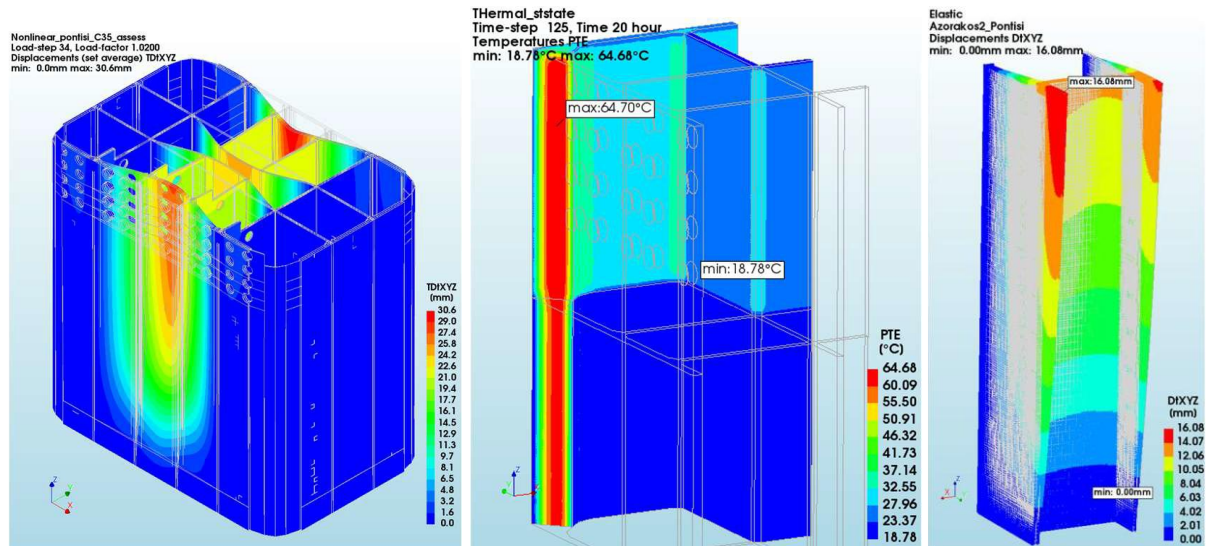 Nonlinear_pontisi_C35_assess
Load-step 34, Load-factor 1.0200
Displacements (set average) TDtXYZ
min: 0.0mm max: 30.6mm
TDtXYZ
(mm)
30.6
29.0
27.4
25.8
24.2
22.6
21.0
19.4
17.7
16.1
14.5
12.9
11.3
9.7
8.1
6.5
4.8
3.2
1.6
0.0
Z
Y
X
THermal_ststate
Time-step 125, Time 20 hour
Temperatures PTE
min: 18.78°C max: 64.68°C
max:64.70°C
min:18.78°C
PTE
(°C)
64.68
60.09
55.50
50.91
46.32
41.73
37.14
32.55
27.96
23.37
18.78
Z
Y
Elastic
Azorakos2_Pontisi
Displacements DtXYZ
min: 0.00mm max: 16.08mm
max:16.08mm
min: 0.00mm
DtXYZ
(mm)
16.08
14.07
12.06
10.05
8.04
6.03
4.02
2.01
0.00
Z
X